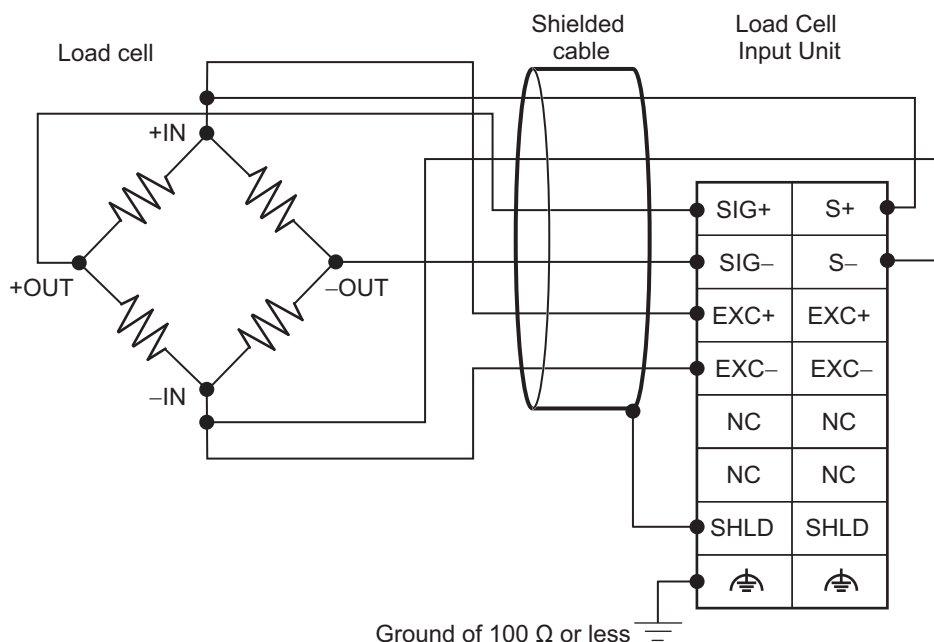 Load cell
Shielded
cable
Load Cell
Input Unit
+IN
+OUT
–OUT
–IN
SIG+ S+
SIG– S–
EXC+ EXC+
EXC– EXC–
NC NC
NC NC
SHLD SHLD
Ground of 100 Ω or less